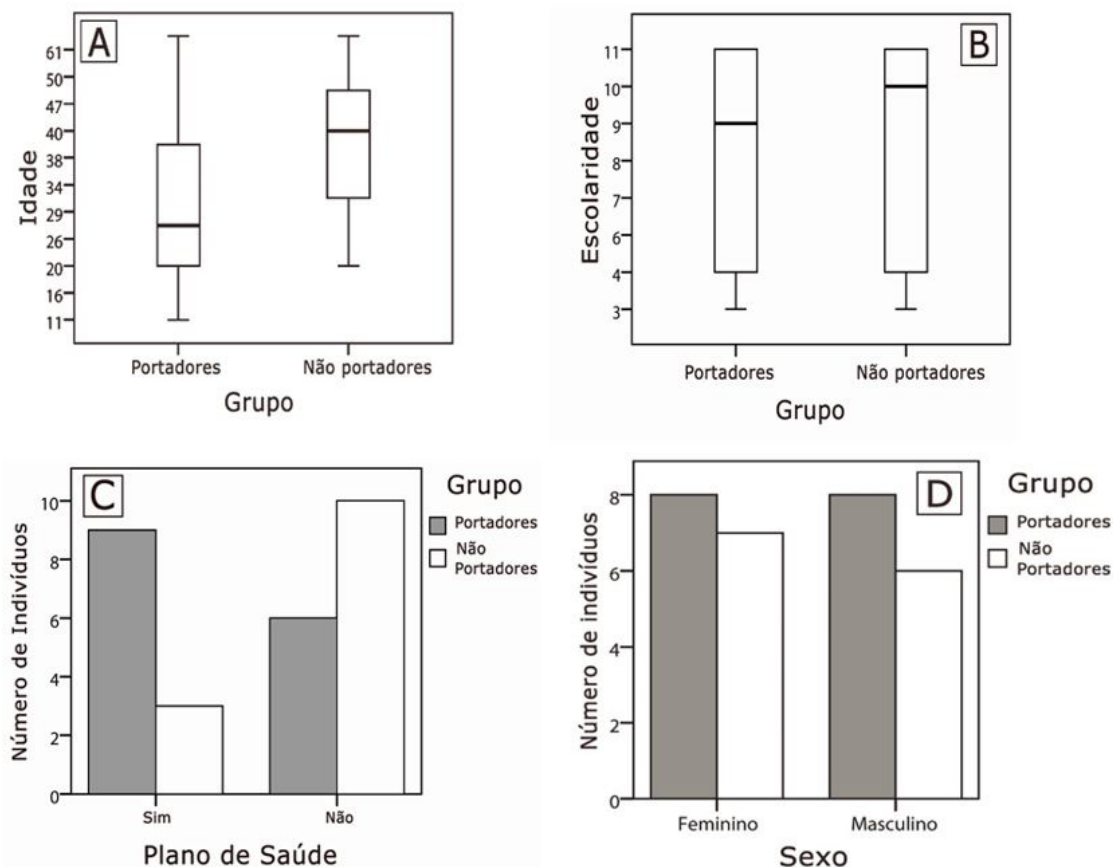 A
Idade
61
50
47
40
38
34
29
26
20
16
11
Portadores
Não portadores
Grupo
B
Escolaridade
11
10
9
8
7
6
4
3
Portadores
Não portadores
Grupo
C
Número de Indivíduos
10
8
6
4
2
0
Sim
Não
Plano de Saúde
Grupo
Portadores
Não
Portadores
D
Número de indivíduos
8
6
4
2
0
Feminino
Masculino
Sexo
Grupo
Portadores
Não
Portadores